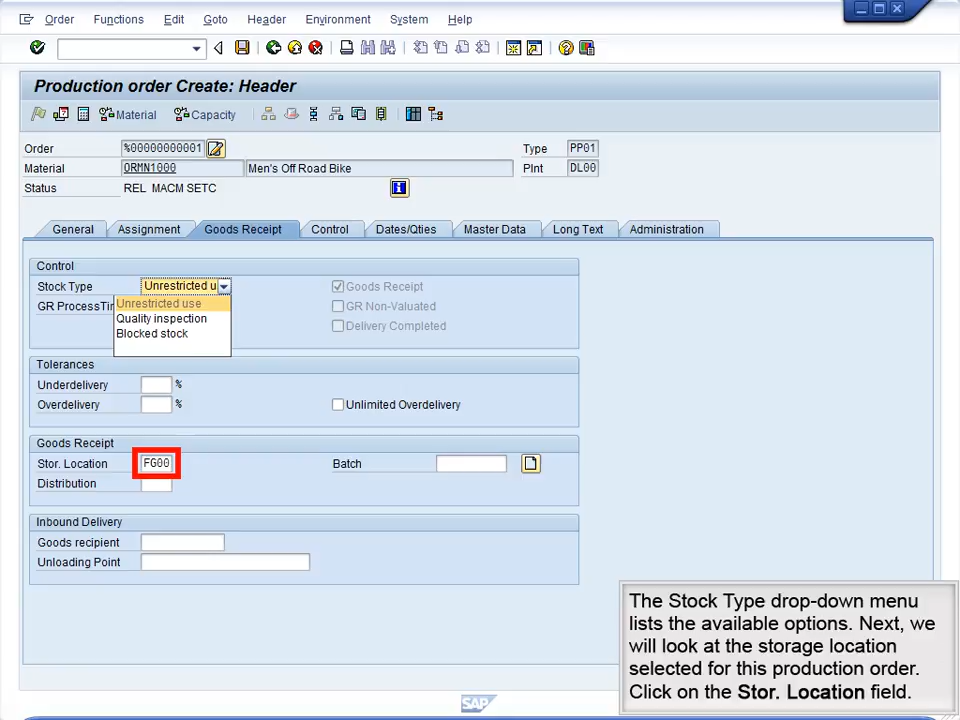 Order Functions Edit Goto Header Environment System Help
Production order Create: Header
Material Capacity
Order %00000000001 Type PP01
Material ORMN1000 Men's Off Road Bike Plnt DL00
Status REL MACM SETC
General Assignment Goods Receipt Control Dates/Qties Master Data Long Text Administration
Control
Stock Type Unrestricted u Goods Receipt
GR ProcessTi GR Non-Valuated
Unrestricted use
Quality inspection
Blocked stock
Delivery Completed
Tolerances
Underdelivery %
Overdelivery % Unlimited Overdelivery
Goods Receipt
Stor. Location FG00 Batch
Distribution
Inbound Delivery
Goods recipient
Unloading Point
The Stock Type drop-down menu
lists the available options. Next, we
will look at the storage location
selected for this production order.
Click on the Stor. Location field.
SAP